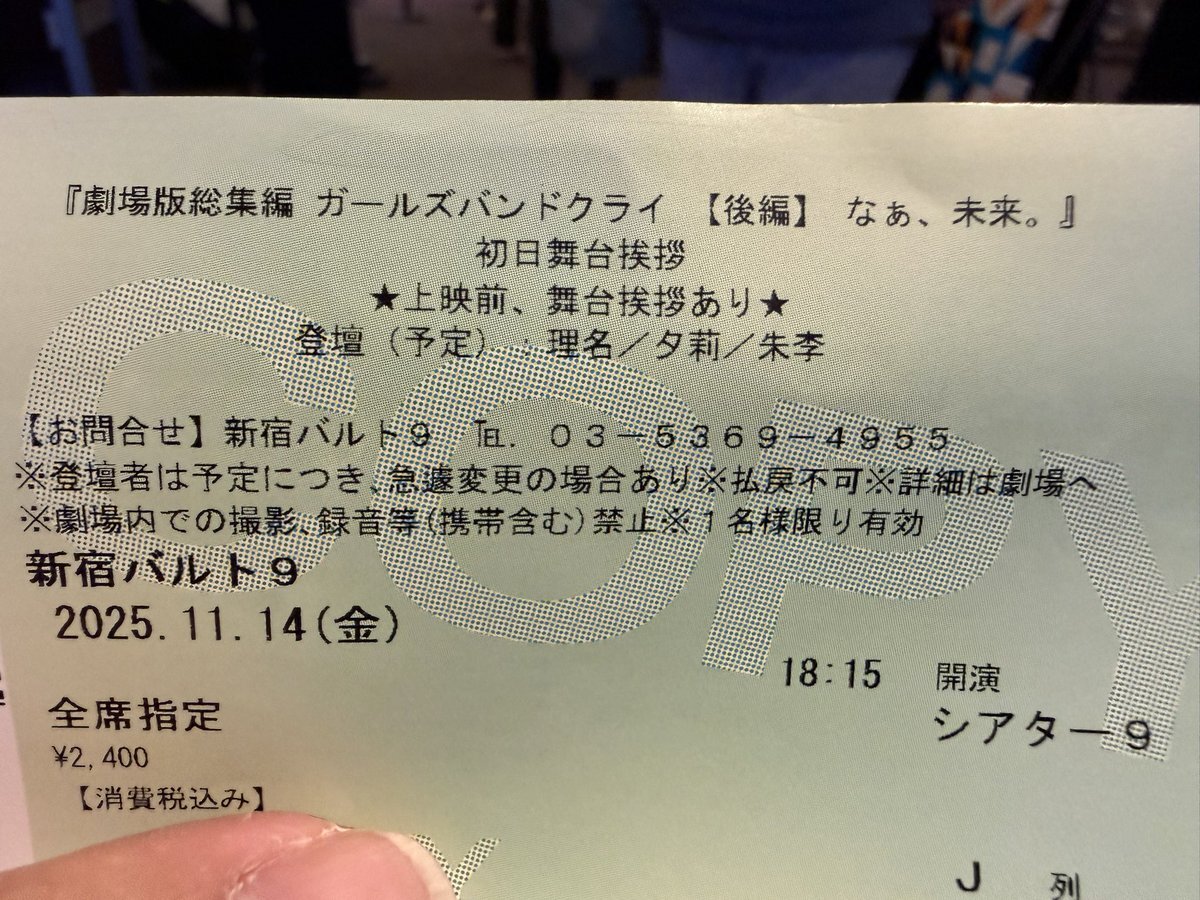 『劇場版総集編 ガールズバンドクライ 【後編】 なぁ、未来。』
初日舞台挨拶
★上映前、舞台挨拶あり★
登壇(予定):理名/夕莉/朱李
【お問合せ】新宿バルト9 ℡. 03-5369-4955
※登壇者は予定につき、急遽変更の場合あり※払戻不可※詳細は劇場へ
※劇場内での撮影、録音等(携帯含む)禁止※1名様限り有効
新宿バルト9
2025.11.14(金)
18:15 開演
全席指定
シアター9
¥2,400
【消費税込み】
J 列
COPY